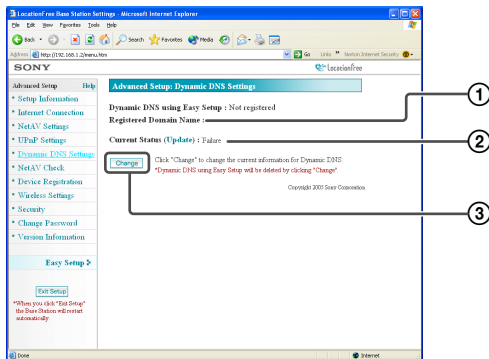 LocationFree Base Station Settings - Microsoft Internet Explorer
File Edit View Favorites Tools Help
Back Search Favorites Media
Address http://192.168.1.2/menu.htm Go Links » Norton Internet Security
SONY LocationFree
Advanced Setup Help
Setup Information
Internet Connection
NetAV Settings
UPnP Settings
Dynamic DNS Settings
NetAV Check
Device Registration
Wireless Settings
Security
Change Password
Version Information
Easy Setup
Exit Setup
*When you click "Exit Setup"
the Base Station will restart
automatically.
Advanced Setup: Dynamic DNS Settings
Dynamic DNS using Easy Setup : Not registered
Registered Domain Name :
Current Status (Update) : Failure
Change
Click "Change" to change the current information for Dynamic DNS
*Dynamic DNS using Easy Setup will be deleted by clicking "Change".
Copyright 2005 Sony Corporation
1
2
3
Done Internet